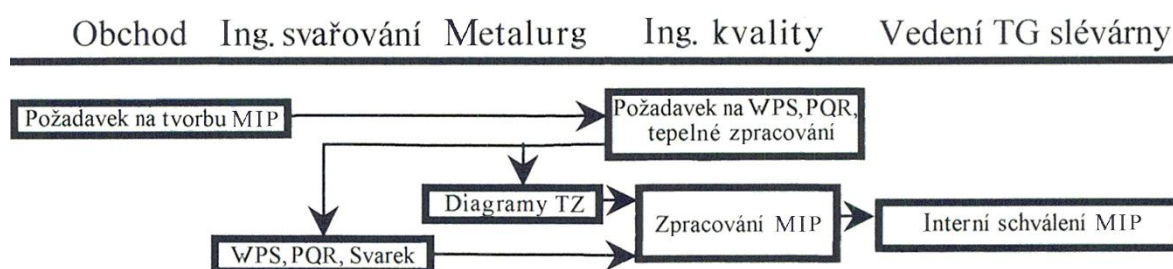 Obchod Ing. svařování Metalurg Ing. kvality Vedení TG slévárny
Požadavek na tvorbu MIP
Požadavek na WPS, PQR,
tepelné zpracování
Diagramy TZ
Zpracování MIP
Interní schválení MIP
WPS, PQR, Svarek